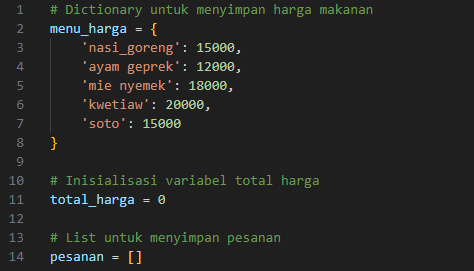 1 # Dictionary untuk menyimpan harga makanan
2 menu_harga = {
3     'nasi_goreng': 15000,
4     'ayam geprek': 12000,
5     'mie nyemek': 18000,
6     'kwetiaw': 20000,
7     'soto': 15000
8 }
9
10 # Inisialisasi variabel total harga
11 total_harga = 0
12
13 # List untuk menyimpan pesanan
14 pesanan = []